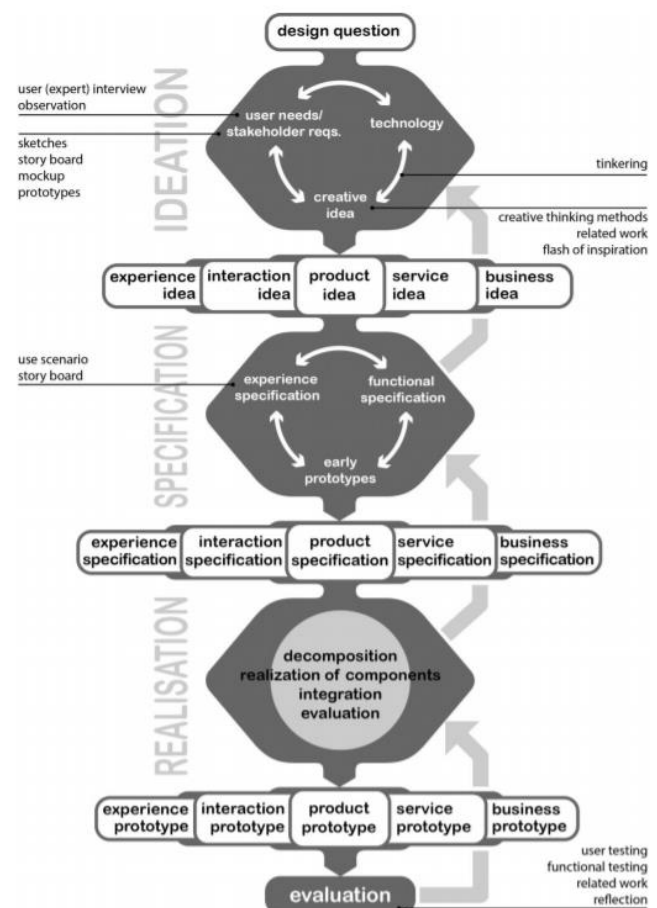 design question
IDEATION
user (expert) interview
observation
sketches
story board
mockup
prototypes
user needs/
stakeholder reqs.
technology
creative
idea
tinkering
creative thinking methods
related work
flash of inspiration
experience
idea
interaction
idea
product
idea
service
idea
business
idea
SPECIFICATION
use scenario
story board
experience
specification
functional
specification
early
prototypes
experience
specification
interaction
specification
product
specification
service
specification
business
specification
REALISATION
decomposition
realization of components
integration
evaluation
experience
prototype
interaction
prototype
product
prototype
service
prototype
business
prototype
evaluation
user testing
functional testing
related work
reflection